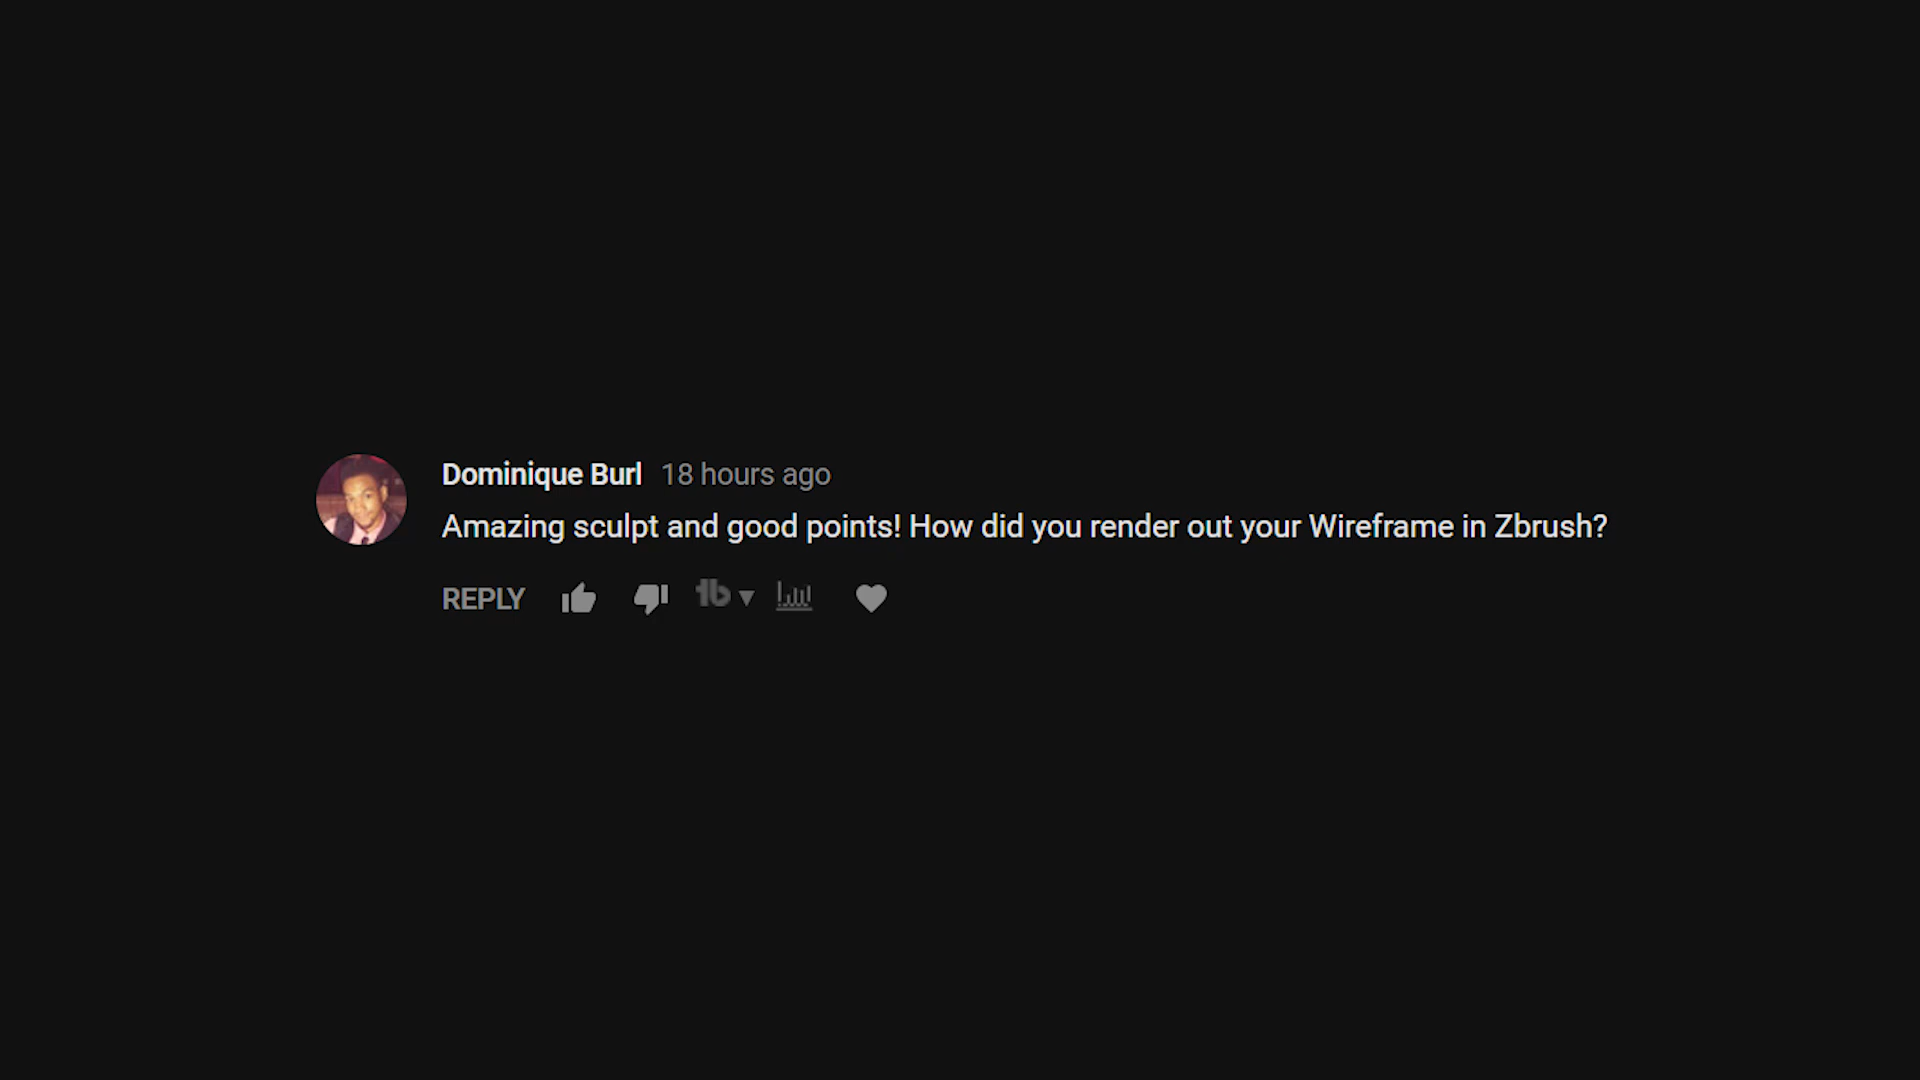 Dominique Burl 18 hours ago
Amazing sculpt and good points! How did you render out your Wireframe in Zbrush?
REPLY tb